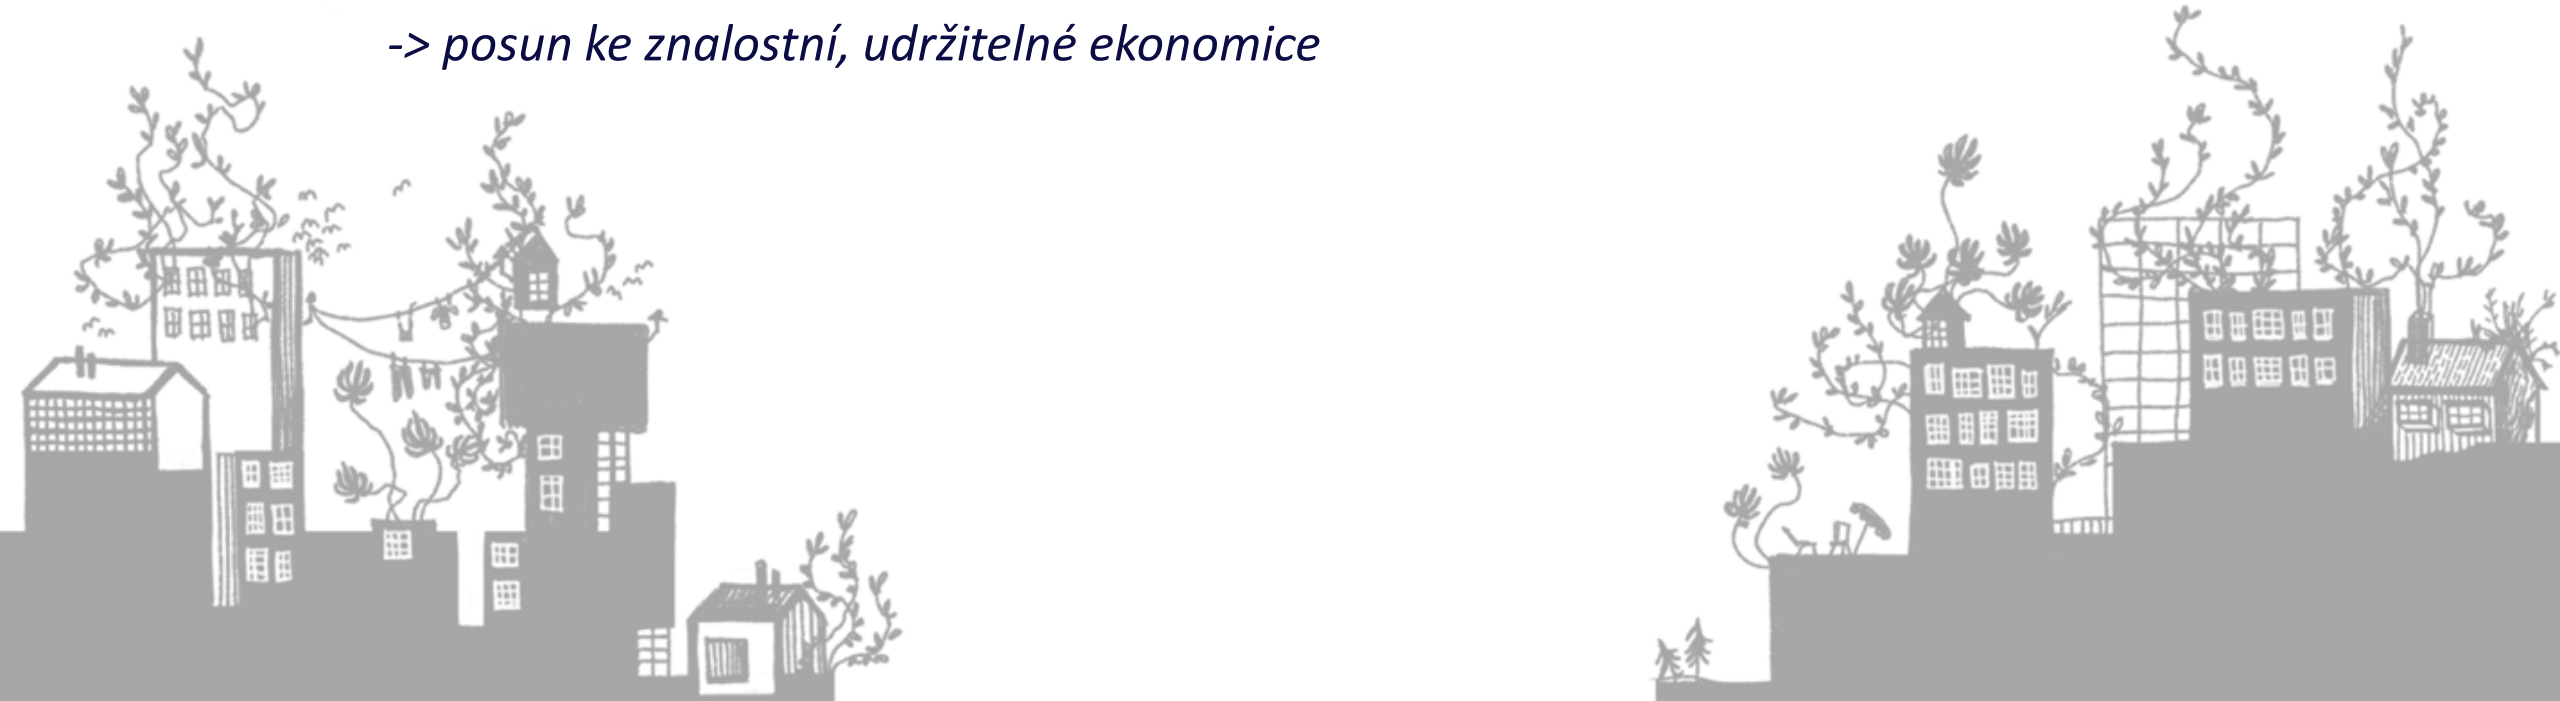 -> posun ke znalostní, udržitelné ekonomice